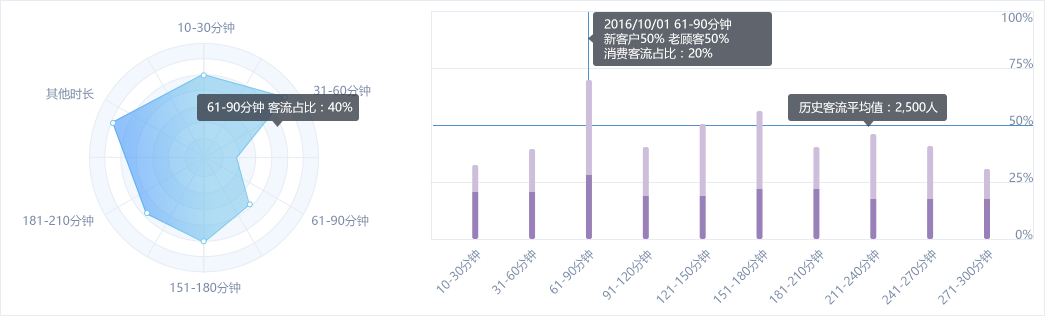 10-30分钟
31-60分钟
61-90分钟 客流占比：40%
其他时长
61-90分钟
181-210分钟
151-180分钟
2016/10/01 61-90分钟
新客户50% 老顾客50%
消费客流占比：20%
历史客流平均值：2,500人
100%
75%
50%
25%
0%
10-30分钟
31-60分钟
61-90分钟
91-120分钟
121-150分钟
151-180分钟
181-210分钟
211-240分钟
241-270分钟
271-300分钟